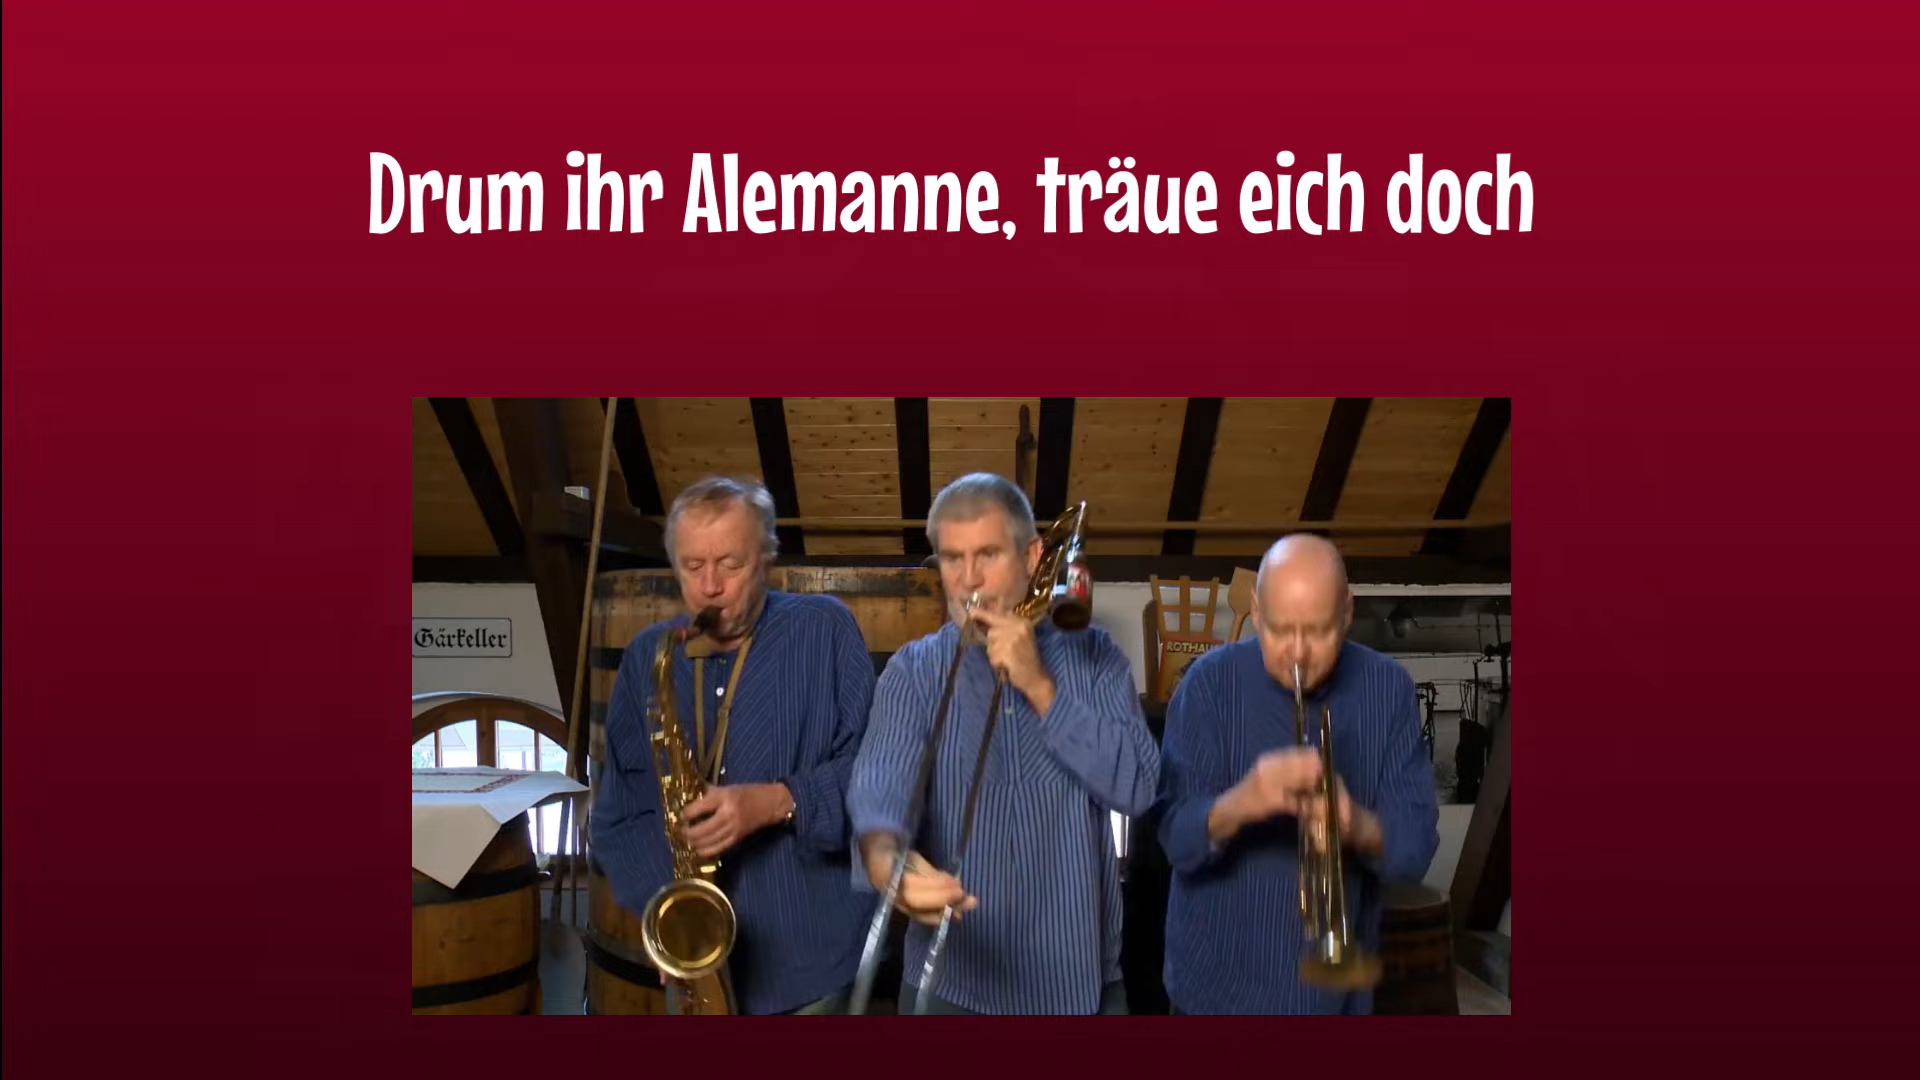 Drum ihr Alemanne, träue eich doch
Gärkeller